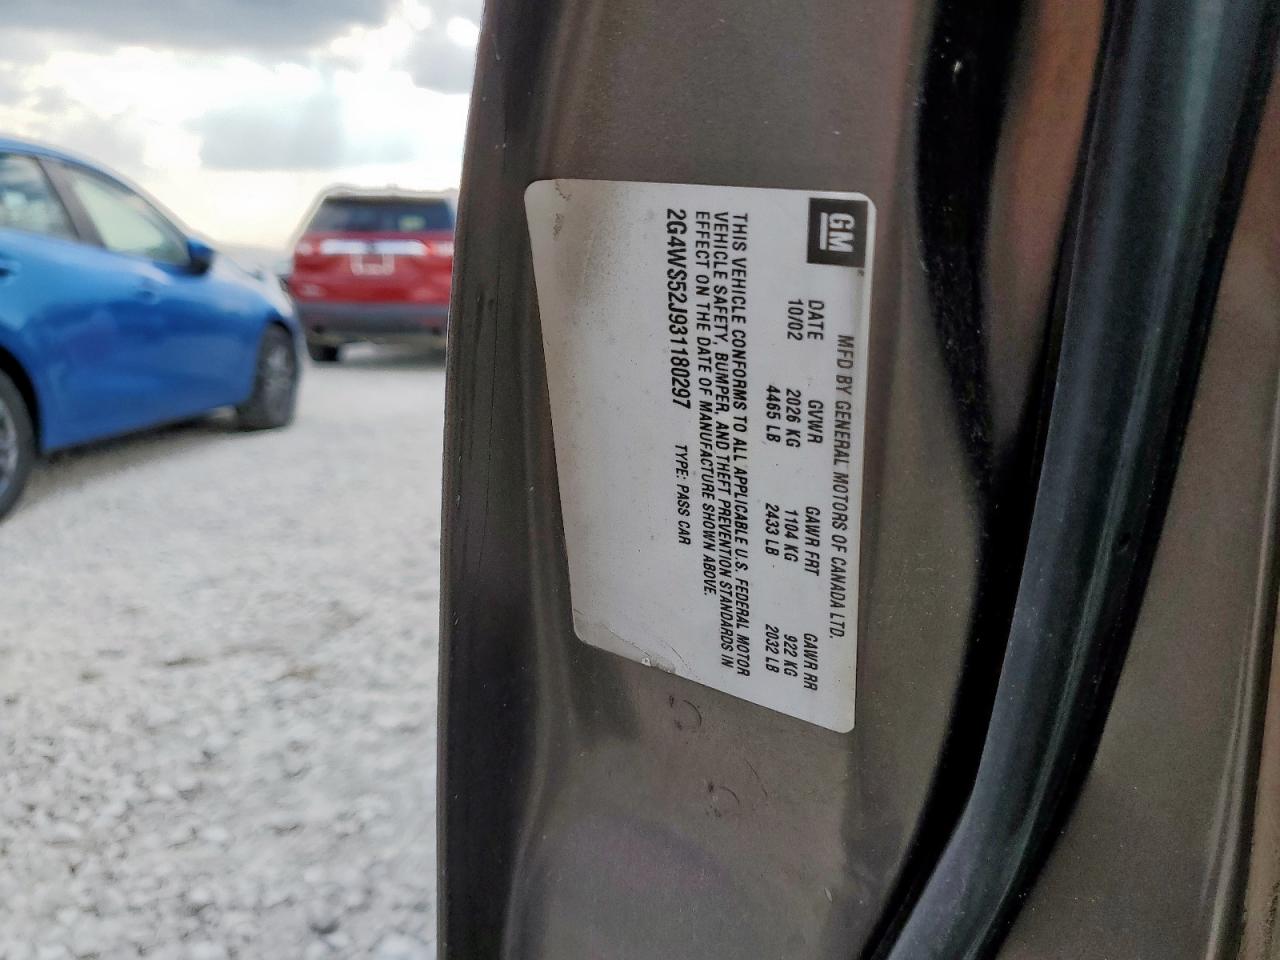 GM
MFD BY GENERAL MOTORS OF CANADA LTD.
DATE GVWR GAWR FRT GAWR RR
10/02 2026 KG 1104 KG 922 KG
4465 LB 2433 LB 2032 LB
THIS VEHICLE CONFORMS TO ALL APPLICABLE U.S. FEDERAL MOTOR
VEHICLE SAFETY, BUMPER, AND THEFT PREVENTION STANDARDS IN
EFFECT ON THE DATE OF MANUFACTURE SHOWN ABOVE.
2G4WS52J931180297 TYPE: PASS CAR